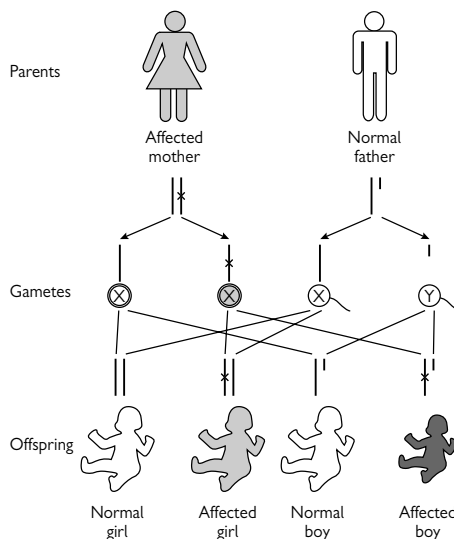 Parents
Affected
mother
Normal
father
Gametes
X
X
X
Y
Offspring
Normal
girl
Affected
girl
Normal
boy
Affected
boy